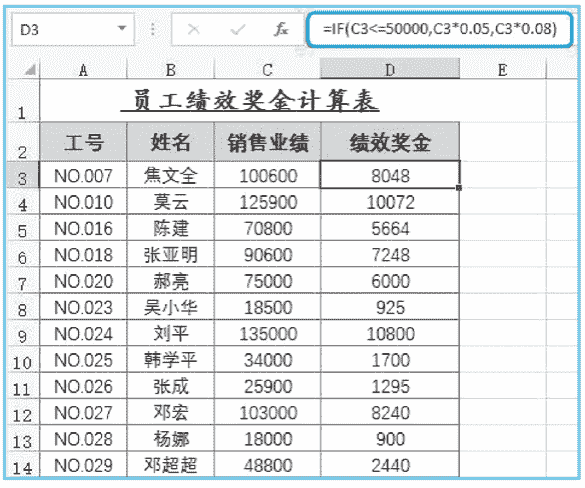 D3 fx =IF(C3<=50000,C3*0.05,C3*0.08)
A B C D E
1 员工绩效奖金计算表
2 工号 姓名 销售业绩 绩效奖金
3 NO.007 焦文全 100600 8048
4 NO.010 莫云 125900 10072
5 NO.016 陈建 70800 5664
6 NO.018 张亚明 90600 7248
7 NO.020 郝亮 75000 6000
8 NO.023 吴小华 18500 925
9 NO.024 刘平 135000 10800
10 NO.025 韩学平 34000 1700
11 NO.026 张成 25900 1295
12 NO.027 邓宏 103000 8240
13 NO.028 杨娜 18000 900
14 NO.029 邓超超 48800 2440